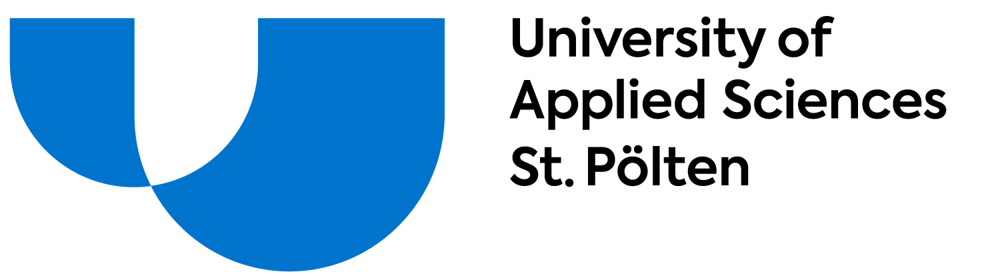 University of
Applied Sciences
St. Pölten